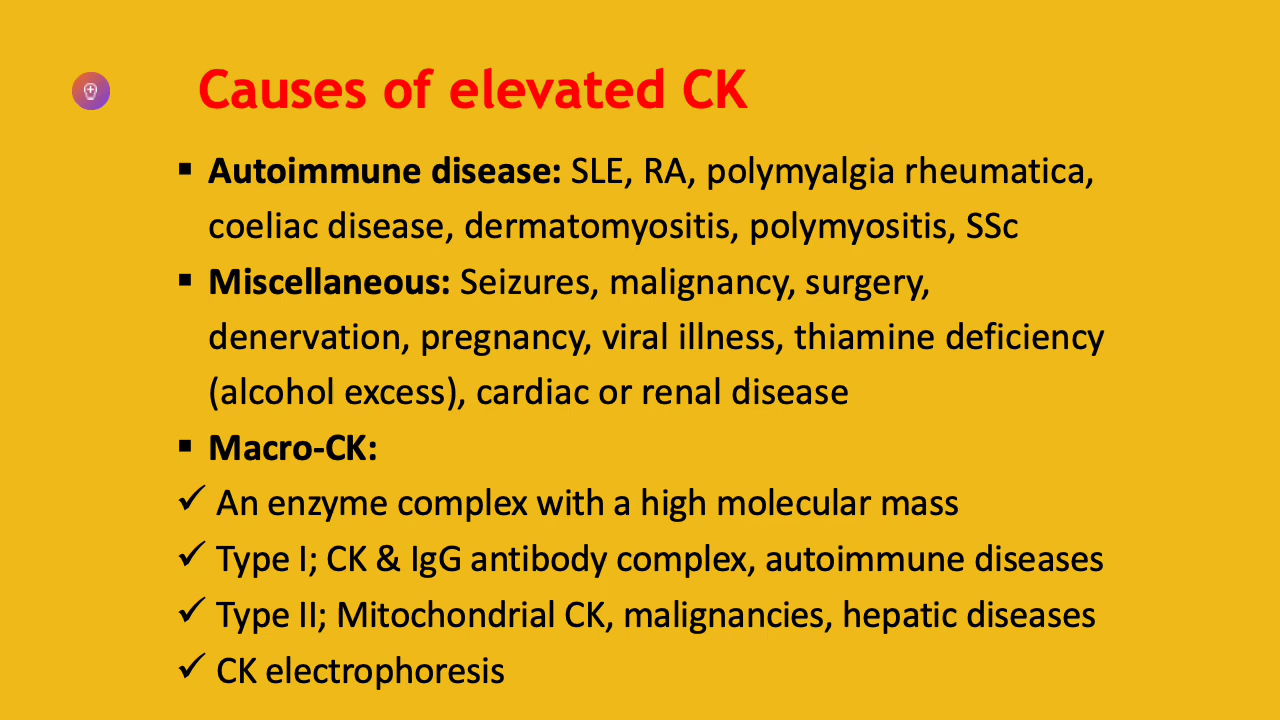 Causes of elevated CK
▪ Autoimmune disease: SLE, RA, polymyalgia rheumatica,
coeliac disease, dermatomyositis, polymyositis, SSc
▪ Miscellaneous: Seizures, malignancy, surgery,
denervation, pregnancy, viral illness, thiamine deficiency
(alcohol excess), cardiac or renal disease
▪ Macro-CK:
✓ An enzyme complex with a high molecular mass
✓ Type I; CK & IgG antibody complex, autoimmune diseases
✓ Type II; Mitochondrial CK, malignancies, hepatic diseases
✓ CK electrophoresis